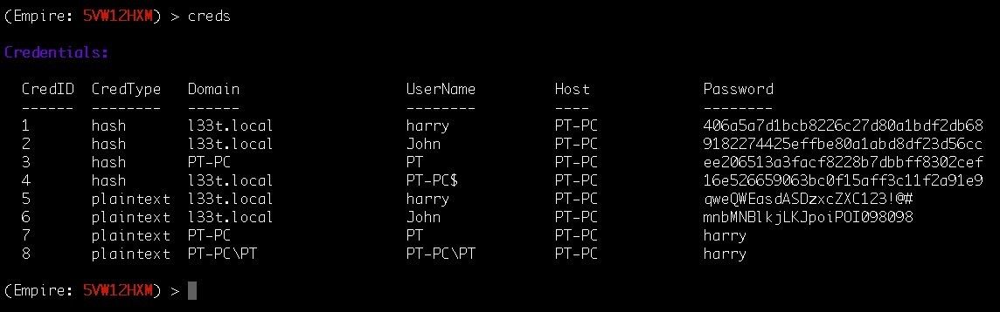 (Empire: 5VW12HXM) > creds
Credentials:
CredID CredType Domain UserName Host Password
------ -------- ------ -------- ---- --------
1 hash l33t.local harry PT-PC 406a5a7d1bcb8226c27d80a1bdf2db68
2 hash l33t.local John PT-PC 9182274425effbe80a1abd8df23d56cc
3 hash PT-PC PT PT-PC ee206513a3facf8228b7dbbff8302cef
4 hash l33t.local PT-PC$ PT-PC 16e526659063bc0f15aff3c11f2a91e9
5 plaintext l33t.local harry PT-PC qweQWEasdASDzxcZXC123!@#
6 plaintext l33t.local John PT-PC mnbMNBlkjLKJpoiPOI098098
7 plaintext PT-PC PT PT-PC harry
8 plaintext PT-PC\PT PT-PC\PT PT-PC harry
(Empire: 5VW12HXM) >